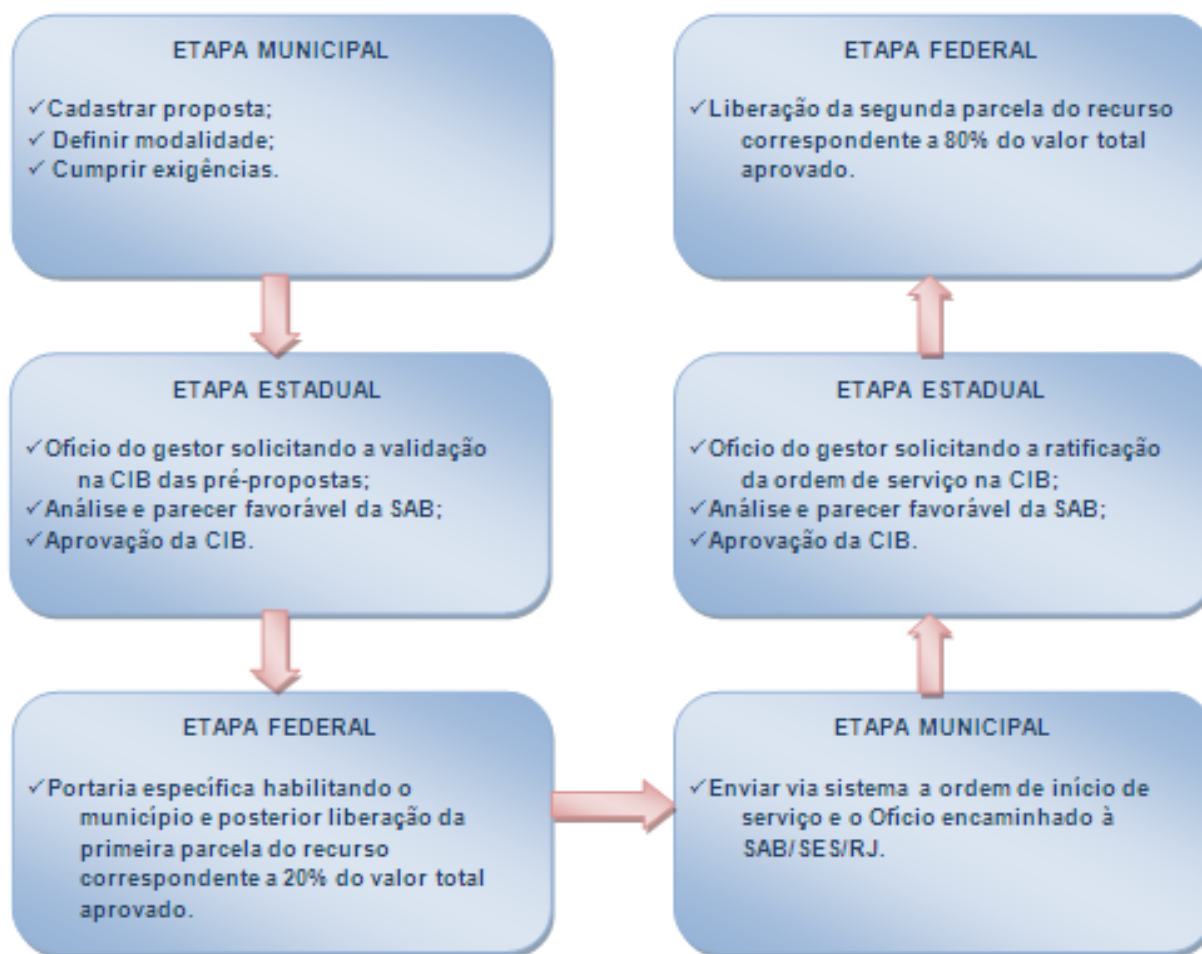 ETAPA MUNICIPAL
✓Cadastrar proposta;
✓ Definir modalidade;
✓ Cumprir exigências.
ETAPA ESTADUAL
✓Ofício do gestor solicitando a validação
na CIB das pré-propostas;
✓Análise e parecer favorável da SAB;
✓Aprovação da CIB.
ETAPA FEDERAL
✓Portaria específica habilitando o
município e posterior liberação da
primeira parcela do recurso
correspondente a 20% do valor total
aprovado.
ETAPA MUNICIPAL
✓Enviar via sistema a ordem de início de
serviço e o Ofício encaminhado à
SAB/SES/RJ.
ETAPA ESTADUAL
✓Ofício do gestor solicitando a ratificação
da ordem de serviço na CIB;
✓Análise e parecer favorável da SAB;
✓Aprovação da CIB.
ETAPA FEDERAL
✓Liberação da segunda parcela do recurso
correspondente a 80% do valor total
aprovado.